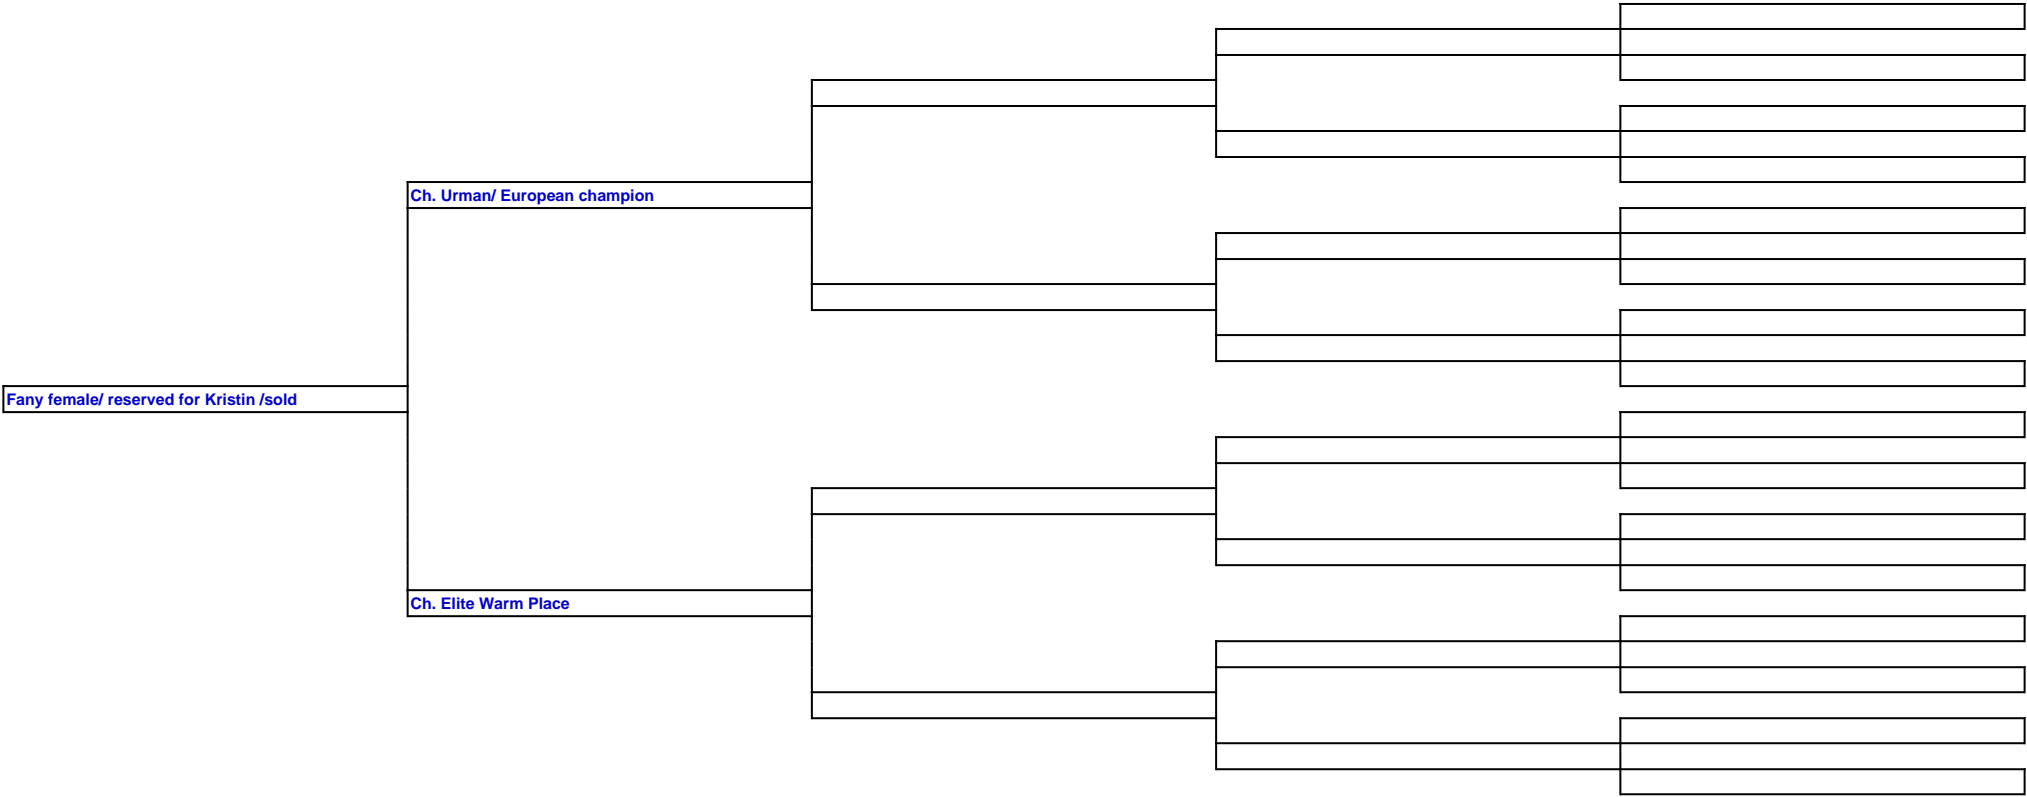 Ch. Urman/ European champion
Fany female/ reserved for Kristin /sold
Ch. Elite Warm Place